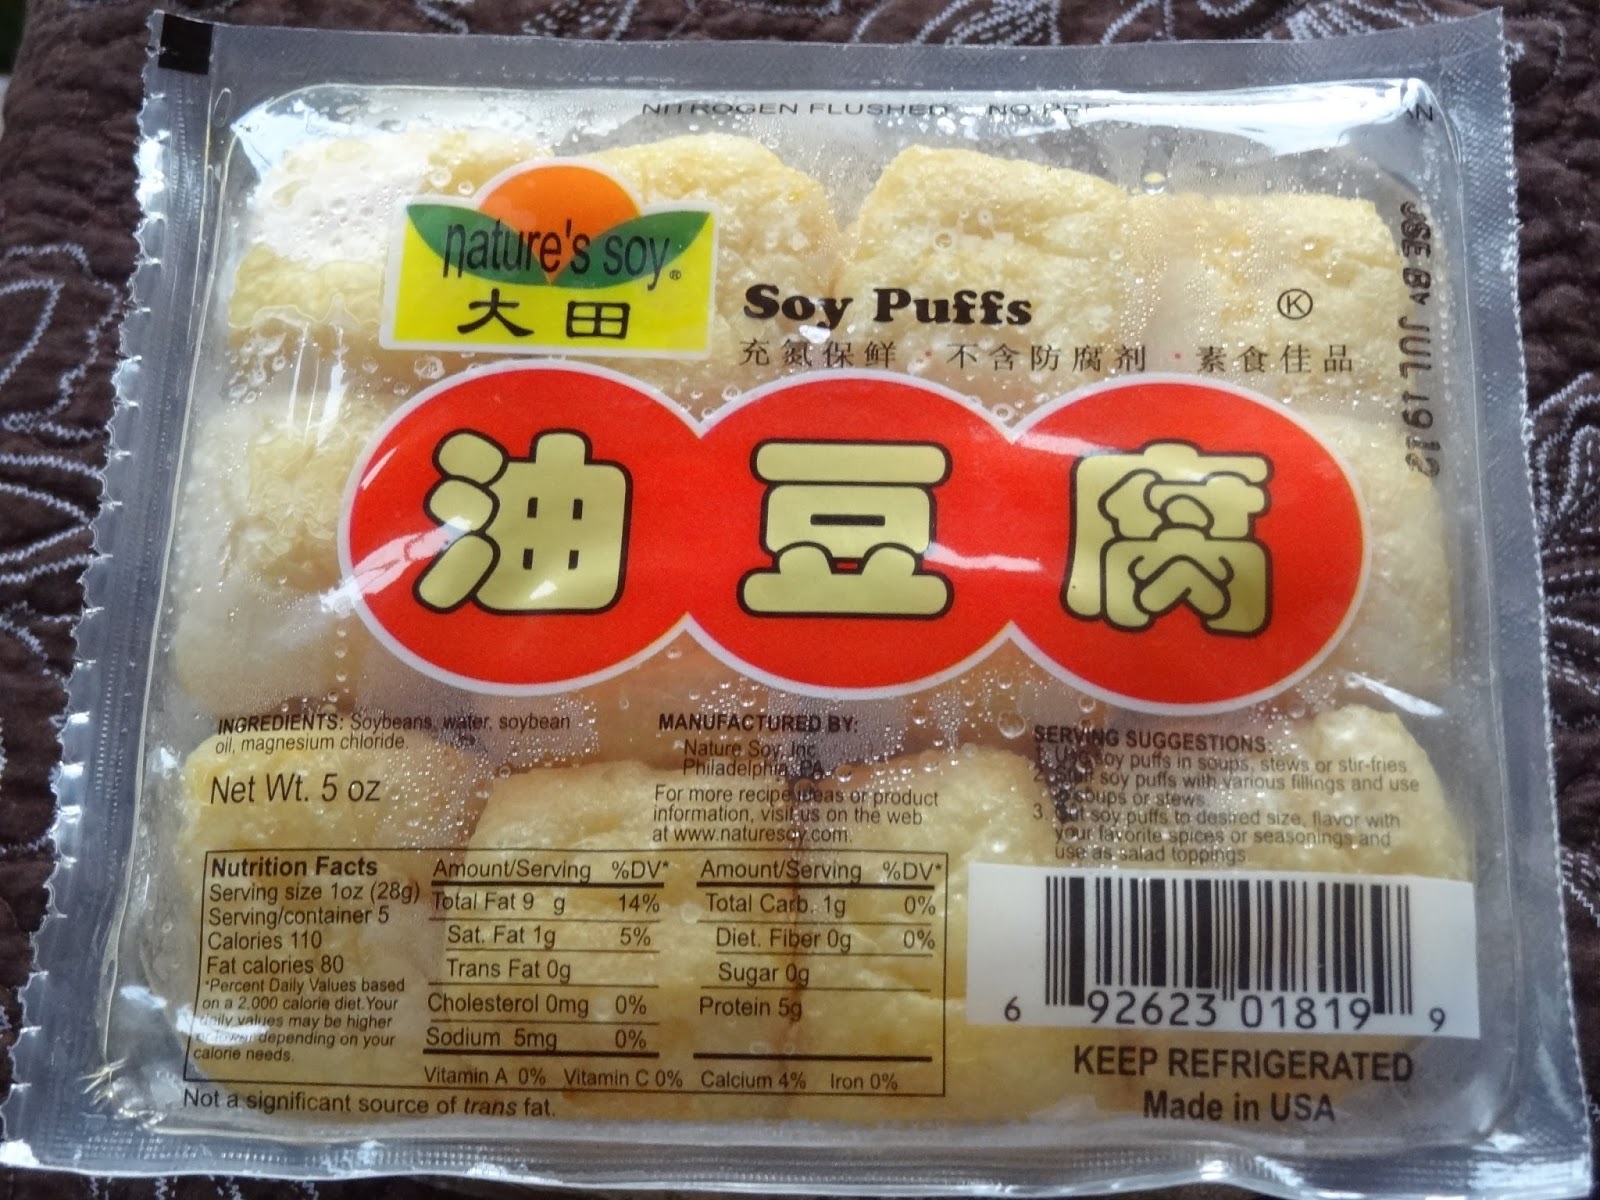 NITROGEN FLUSHED NO
nature's soy®
大田
Soy Puffs
K
充氮保鲜 · 不含防腐剂 · 素食佳品
USE BY JUL 19 12
油豆腐
INGREDIENTS: Soybeans, water, soybean
oil, magnesium chloride.
Net Wt. 5 oz
MANUFACTURED BY:
Nature Soy, Inc
Philadelphia, PA
For more recipe ideas or product
information, visit us on the web
at www.naturesoy.com.
SERVING SUGGESTIONS:
1. Use soy puffs in soups, stews or stir-fries
2. Stuff soy puffs with various fillings and use
soups or stews
3. Cut soy puffs to desired size, flavor with
your favorite spices or seasonings and
use as salad toppings
Nutrition Facts
Serving size 1oz (28g)
Serving/container 5
Calories 110
Fat calories 80
*Percent Daily Values based
on a 2,000 calorie diet. Your
daily values may be higher
or lower depending on your
calorie needs.
Amount/Serving %DV*
Total Fat 9 g 14%
Sat. Fat 1g 5%
Trans Fat 0g
Cholesterol 0mg 0%
Sodium 5mg 0%
Amount/Serving %DV*
Total Carb. 1g 0%
Diet. Fiber 0g 0%
Sugar 0g
Protein 5g
Vitamin A 0% Vitamin C 0% Calcium 4% Iron 0%
Not a significant source of trans fat.
6 92623 01819 9
KEEP REFRIGERATED
Made in USA